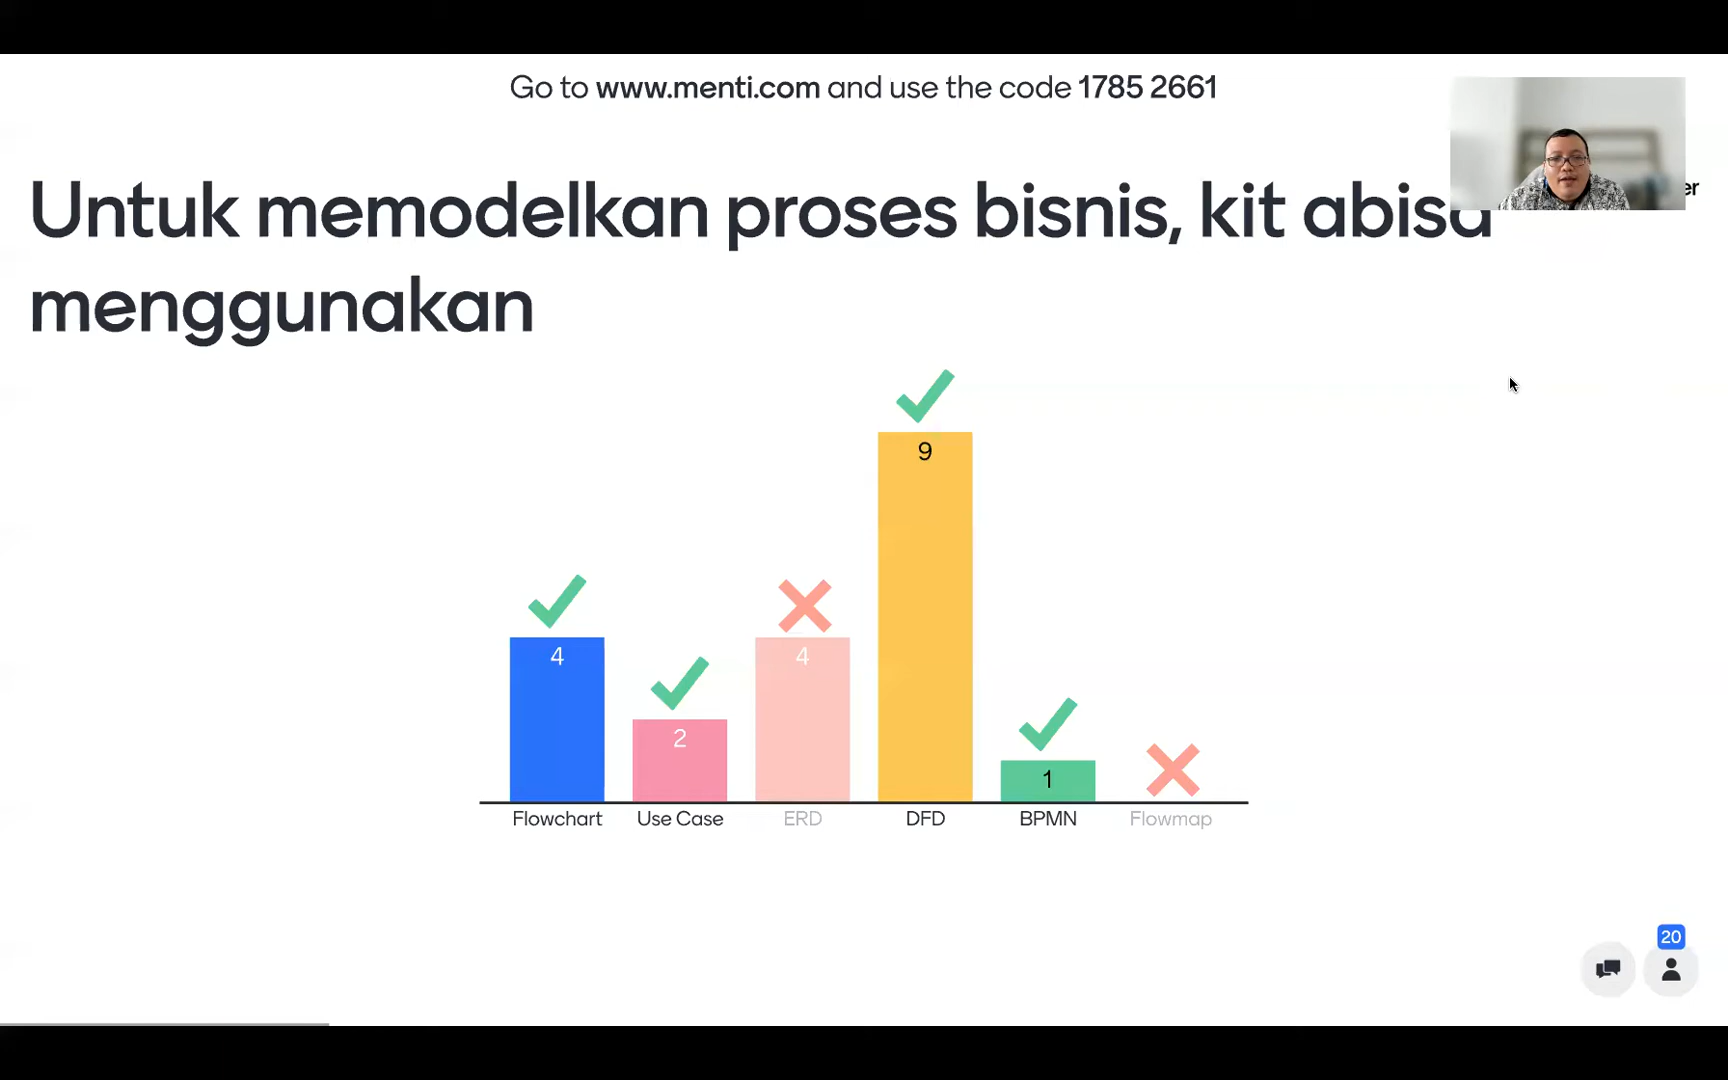 Go to www.menti.com and use the code 1785 2661
Untuk memodelkan proses bisnis, kit abisa
menggunakan
9
4
4
2
1
Flowchart Use Case ERD DFD BPMN Flowmap
20